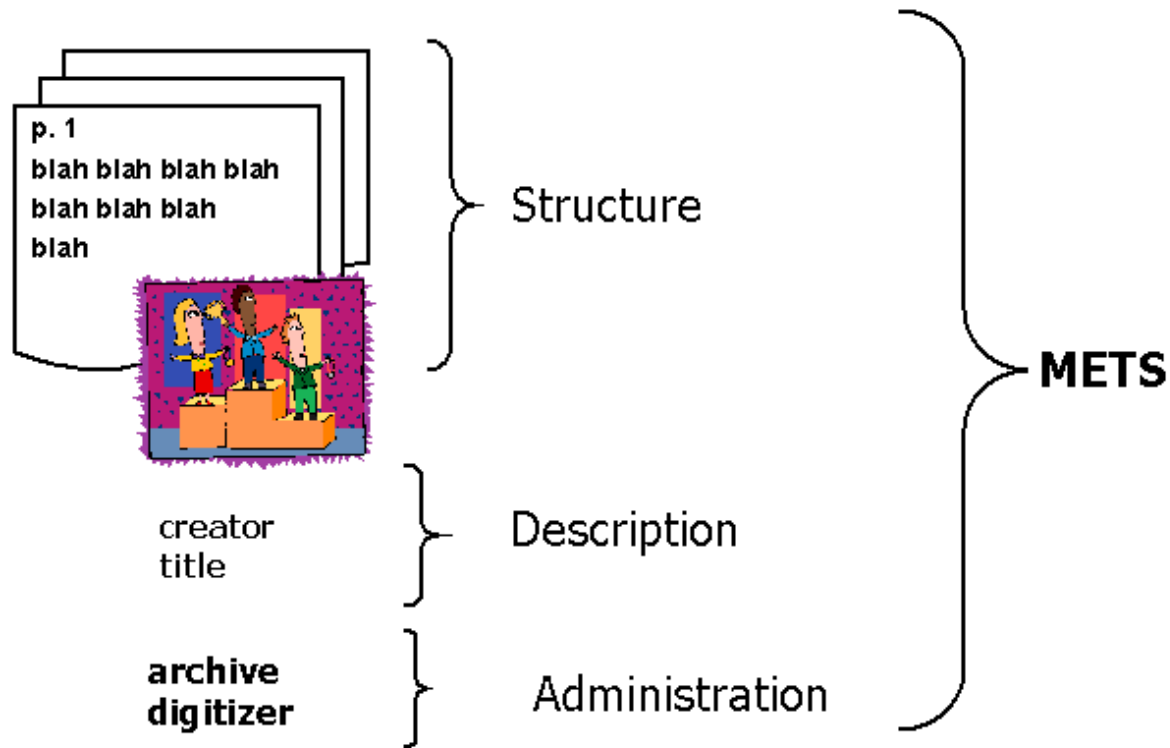 p. 1
blah blah blah blah
blah blah blah
blah
Structure
METS
creator
title
Description
archive
digitizer
Administration